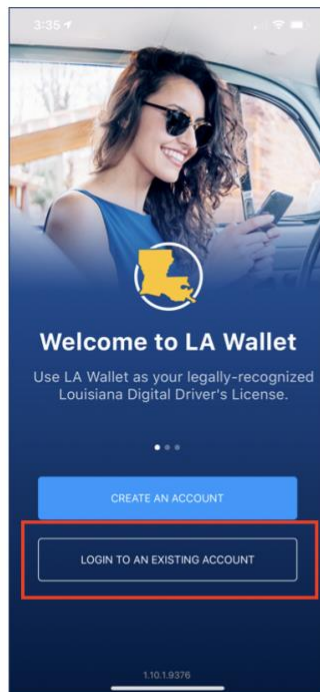 3:35
Welcome to LA Wallet
Use LA Wallet as your legally-recognized
Louisiana Digital Driver's License.
CREATE AN ACCOUNT
LOGIN TO AN EXISTING ACCOUNT
1.10.1.9376